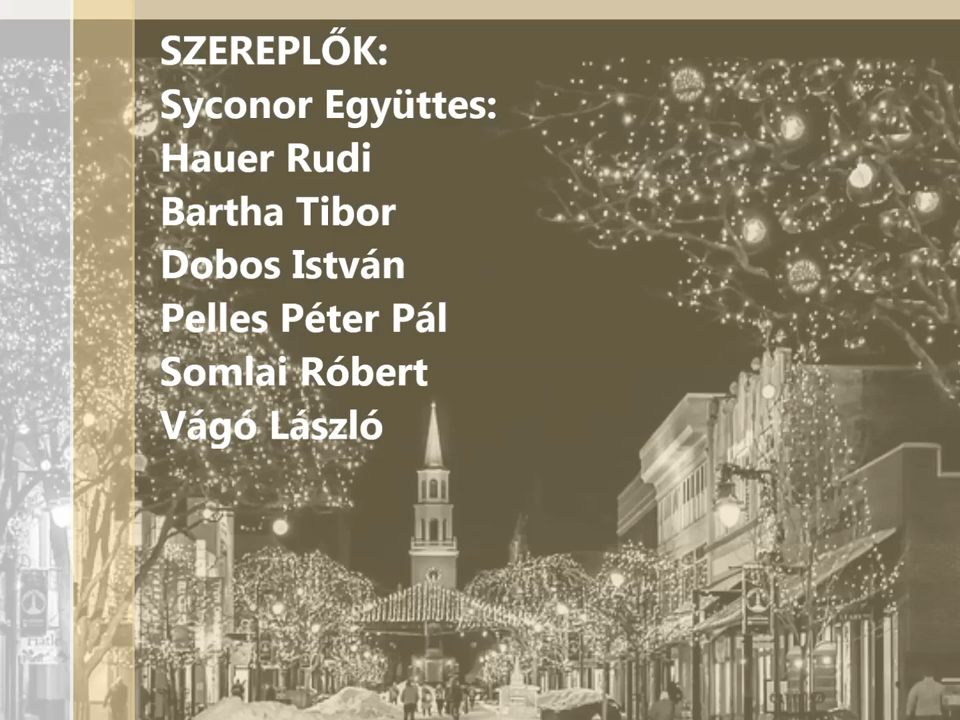 SZEREPLŐK:
Syconor Együttes:
Hauer Rudi
Bartha Tibor
Dobos István
Pelles Péter Pál
Somlai Róbert
Vágó László